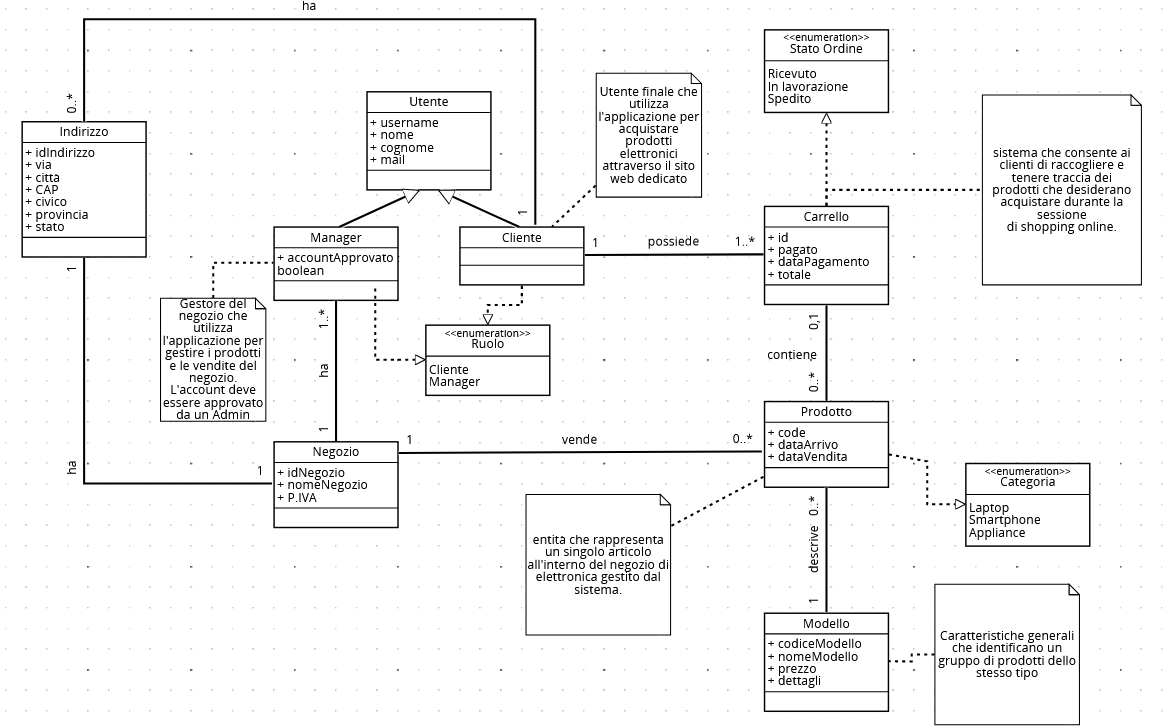 ha
0..*
1
Indirizzo
+ idIndirizzo
+ via
+ città
+ CAP
+ civico
+ provincia
+ stato
1
ha
1
Utente
+ username
+ nome
+ cognome
+ mail
Utente finale che
utilizza
l'applicazione per
acquistare
prodotti
elettronici
attraverso il sito
web dedicato
<<enumeration>>
Stato Ordine
Ricevuto
In lavorazione
Spedito
sistema che consente ai
clienti di raccogliere e
tenere traccia dei
prodotti che desiderano
acquistare durante la
sessione
di shopping online.
Manager
+ accountApprovato
boolean
Cliente
1
possiede
1..*
Carrello
+ id
+ pagato
+ dataPagamento
+ totale
Gestore del
negozio che
utilizza
l'applicazione per
gestire i prodotti
e le vendite del
negozio.
L'account deve
essere approvato
da un Admin
1..*
ha
1
<<enumeration>>
Ruolo
Cliente
Manager
0,1
contiene
0..*
Negozio
+ idNegozio
+ nomeNegozio
+ P.IVA
1
vende
0..*
Prodotto
+ code
+ dataArrivo
+ dataVendita
<<enumeration>>
Categoria
Laptop
Smartphone
Appliance
entità che rappresenta
un singolo articolo
all'interno del negozio di
elettronica gestito dal
sistema.
0..*
descrive
1
Modello
+ codiceModello
+ nomeModello
+ prezzo
+ dettagli
Caratteristiche generali
che identificano un
gruppo di prodotti dello
stesso tipo